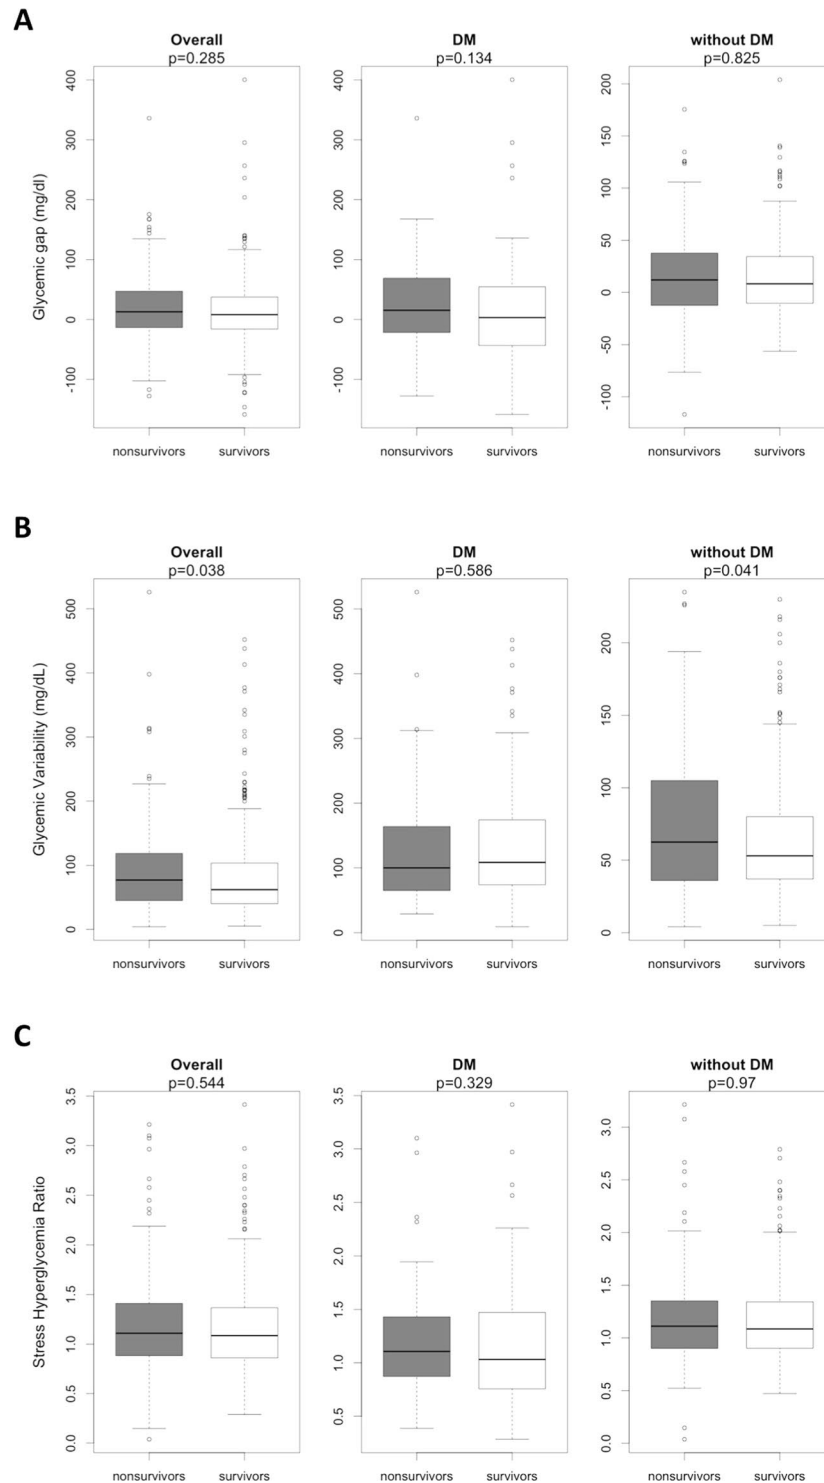 A
Overall DM without DM
p=0.285 p=0.134 p=0.825
Glycemic gap (mg/dl)
400 400 200
300 300 150
200 200 100
100 100 50
0 0 0
-100 -100 -50
-100
nonsurvivors survivors nonsurvivors survivors nonsurvivors survivors
B
Overall DM without DM
p=0.038 p=0.586 p=0.041
Glycemic Variability (mg/dL)
500 500 200
400 400 150
300 300 100
200 200 50
100 100 0
0 0
nonsurvivors survivors nonsurvivors survivors nonsurvivors survivors
C
Overall DM without DM
p=0.544 p=0.329 p=0.97
Stress Hyperglycemia Ratio
3.5 3.5 3.0
3.0 3.0 2.5
2.5 2.5 2.0
2.0 2.0 1.5
1.5 1.5 1.0
1.0 1.0 0.5
0.5 0.5 0.0
0.0
nonsurvivors survivors nonsurvivors survivors nonsurvivors survivors